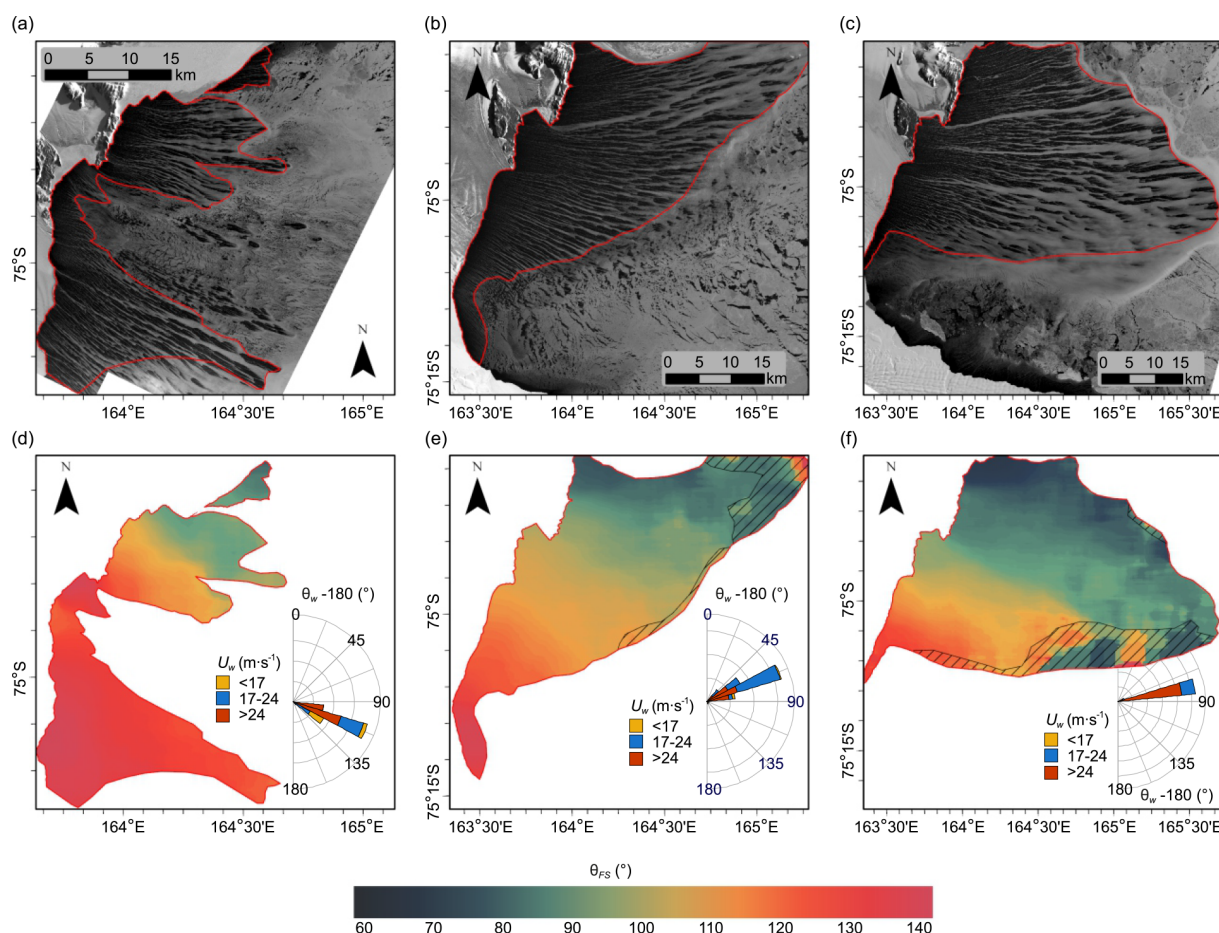 (a)
(b)
(c)
0 5 10 15
km
N
75°S
164°E
164°30'E
165°E
N
75°S
75°15'S
0 5 10 15
km
163°30'E
164°E
164°30'E
165°E
N
75°S
75°15'S
0 5 10 15
km
163°30'E
164°E
164°30'E
165°E
165°30'E
(d)
(e)
(f)
N
75°S
θw -180 (°)
0
45
90
135
180
Uw (m·s-1)
<17
17-24
>24
164°E
164°30'E
165°E
N
75°S
75°15'S
θw -180 (°)
0
45
90
135
180
Uw (m·s-1)
<17
17-24
>24
163°30'E
164°E
164°30'E
165°E
N
75°S
75°15'S
90
135
180
θw -180 (°)
Uw (m·s-1)
<17
17-24
>24
163°30'E
164°E
164°30'E
165°E
165°30'E
θFS (°)
60 70 80 90 100 110 120 130 140